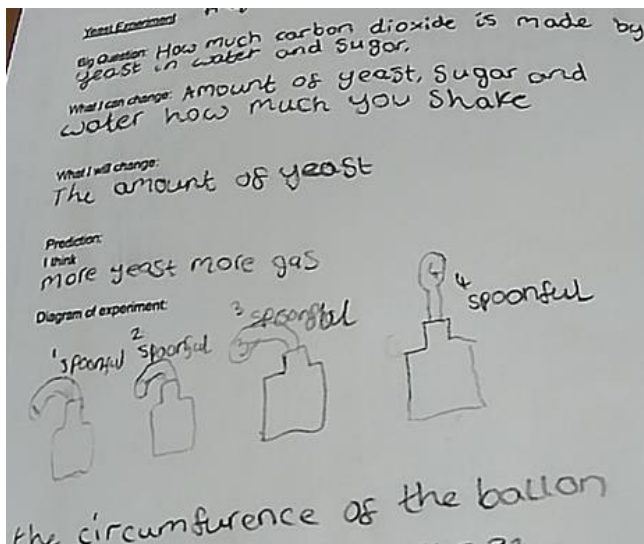 Yeast Experiment
Big Question: How much carbon dioxide is made by
yeast in water and sugar.
What I can change: Amount of yeast, sugar and
water how much you shake
What I will change:
The amount of yeast
Prediction:
I think
more yeast more gas
Diagram of experiment:
1 spoonful
2 spoonful
3 spoonful
3
4
4 spoonful
the circumfurence of the ballon